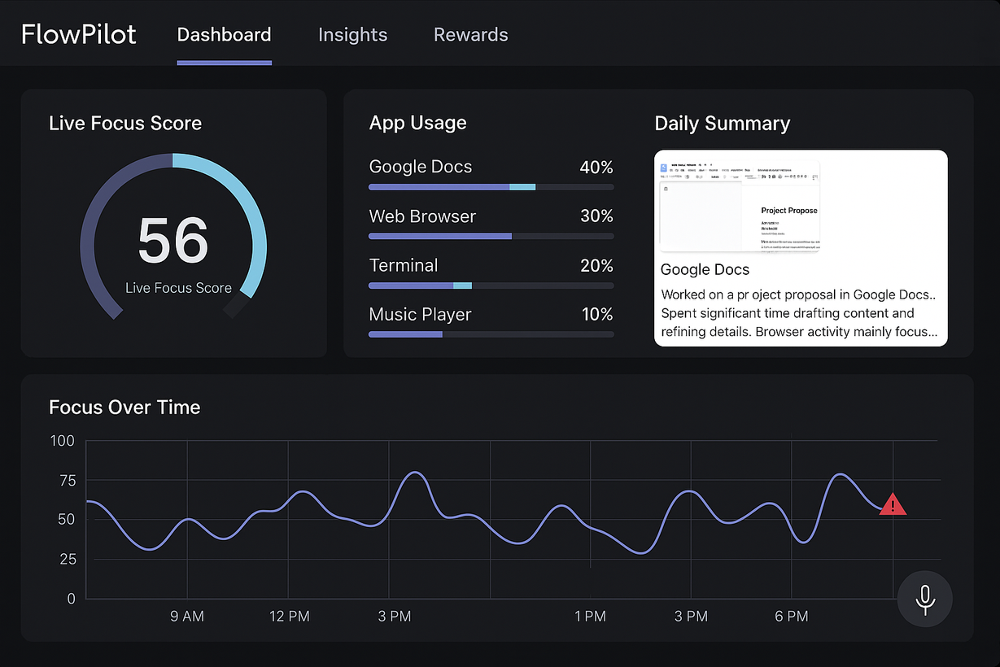 FlowPilot
Dashboard
Insights
Rewards
Live Focus Score
56
Live Focus Score
App Usage
Google Docs 40%
Web Browser 30%
Terminal 20%
Music Player 10%
Daily Summary
Project Propose
Google Docs
Worked on a pr oject proposal in Google Docs..
Spent significant time drafting content and
refining details. Browser activity mainly focus...
Focus Over Time
100
75
50
25
0
9 AM
12 PM
3 PM
1 PM
3 PM
6 PM